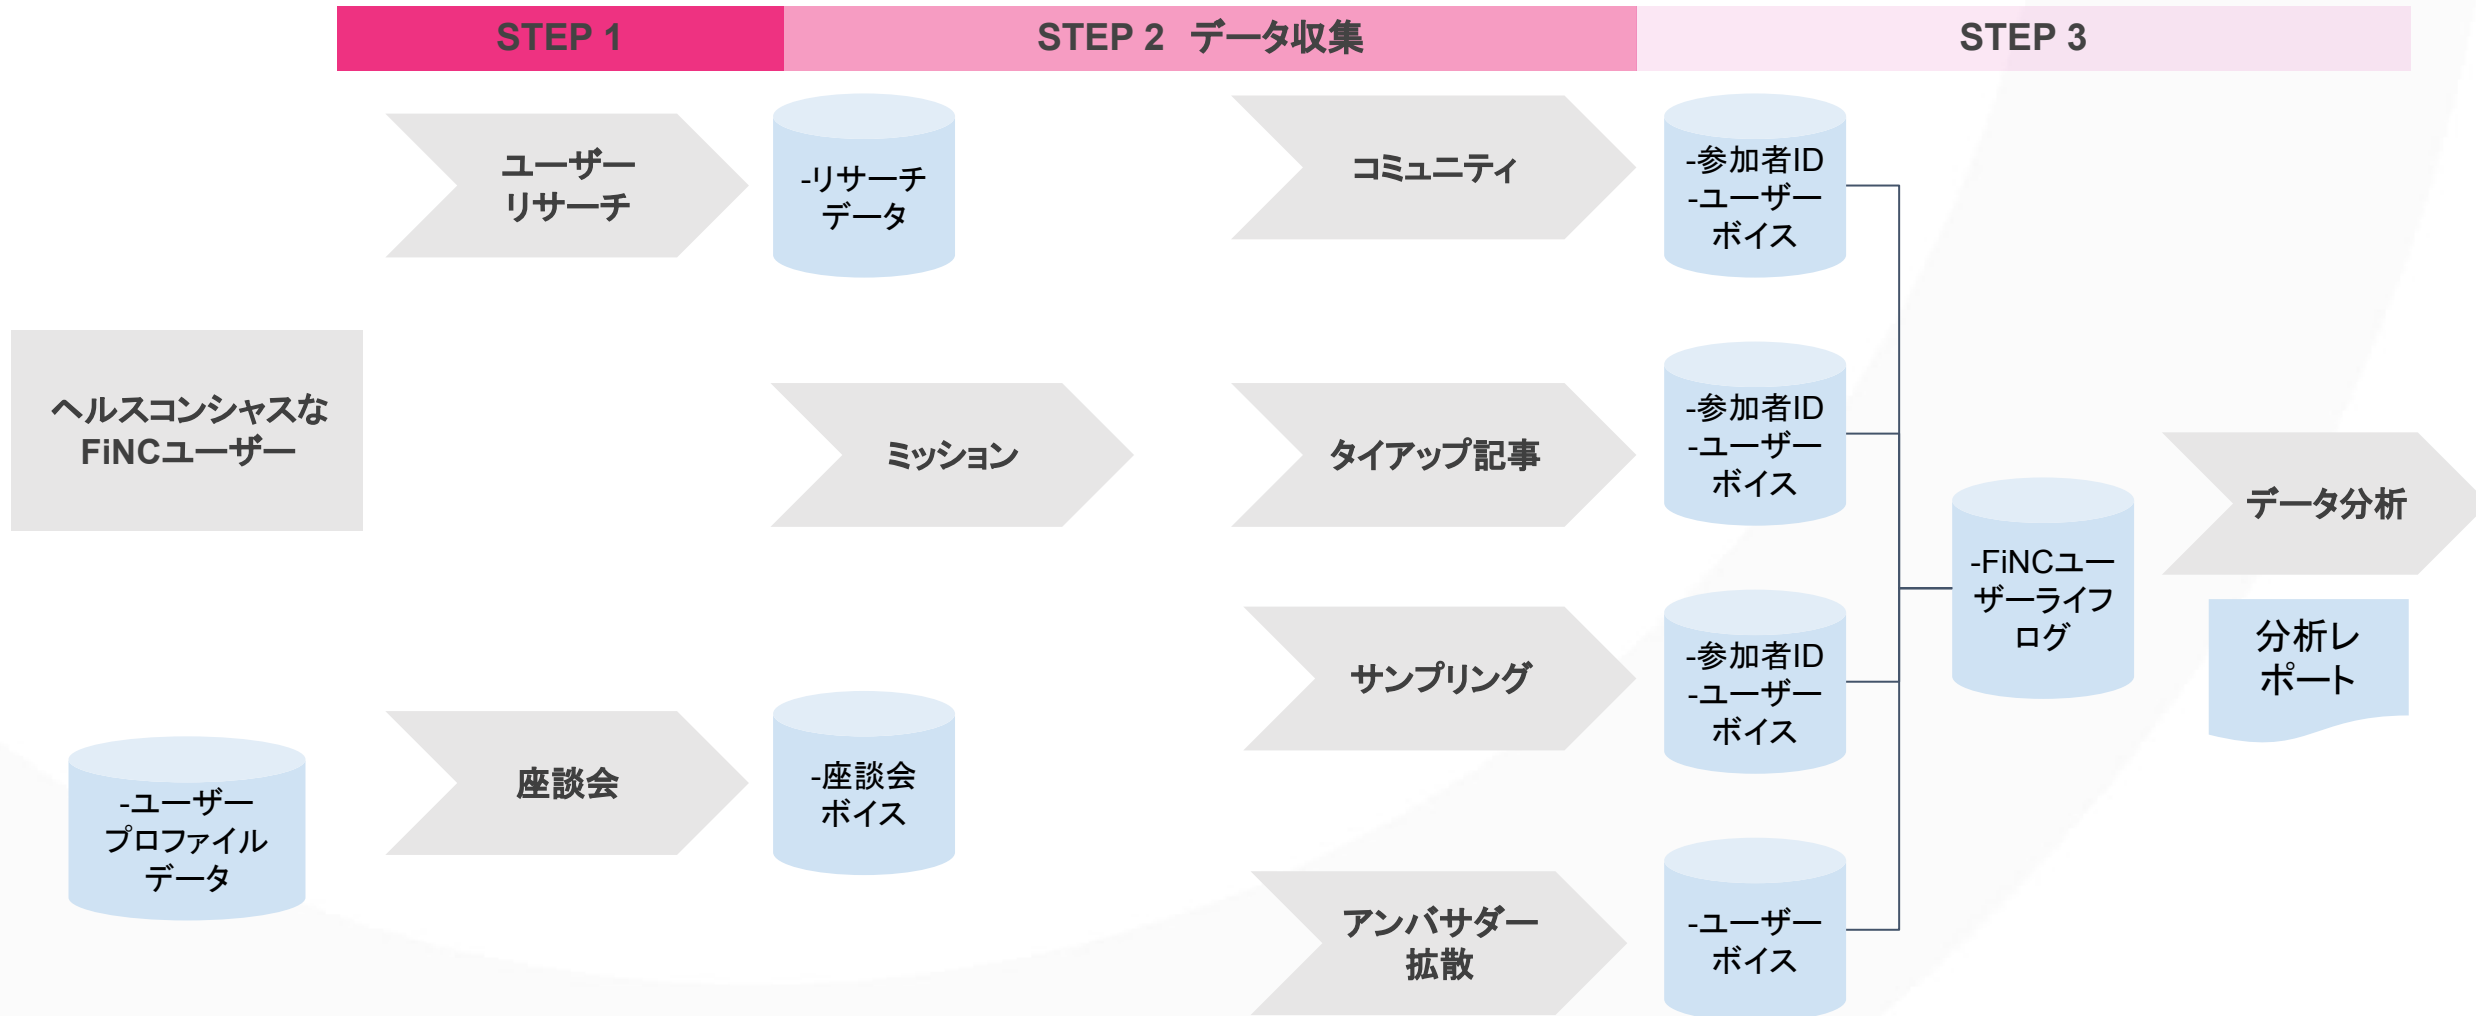 STEP 1
STEP 2 データ収集
STEP 3
ヘルスコンシャスな
FiNCユーザー
-ユーザー
プロファイル
データ
ユーザー
リサーチ
-リサーチ
データ
座談会
-座談会
ボイス
ミッション
コミュニティ
-参加者ID
-ユーザー
ボイス
タイアップ記事
-参加者ID
-ユーザー
ボイス
サンプリング
-参加者ID
-ユーザー
ボイス
アンバサダー
拡散
-ユーザー
ボイス
-FiNCユー
ザーライフ
ログ
データ分析
分析レ
ポート